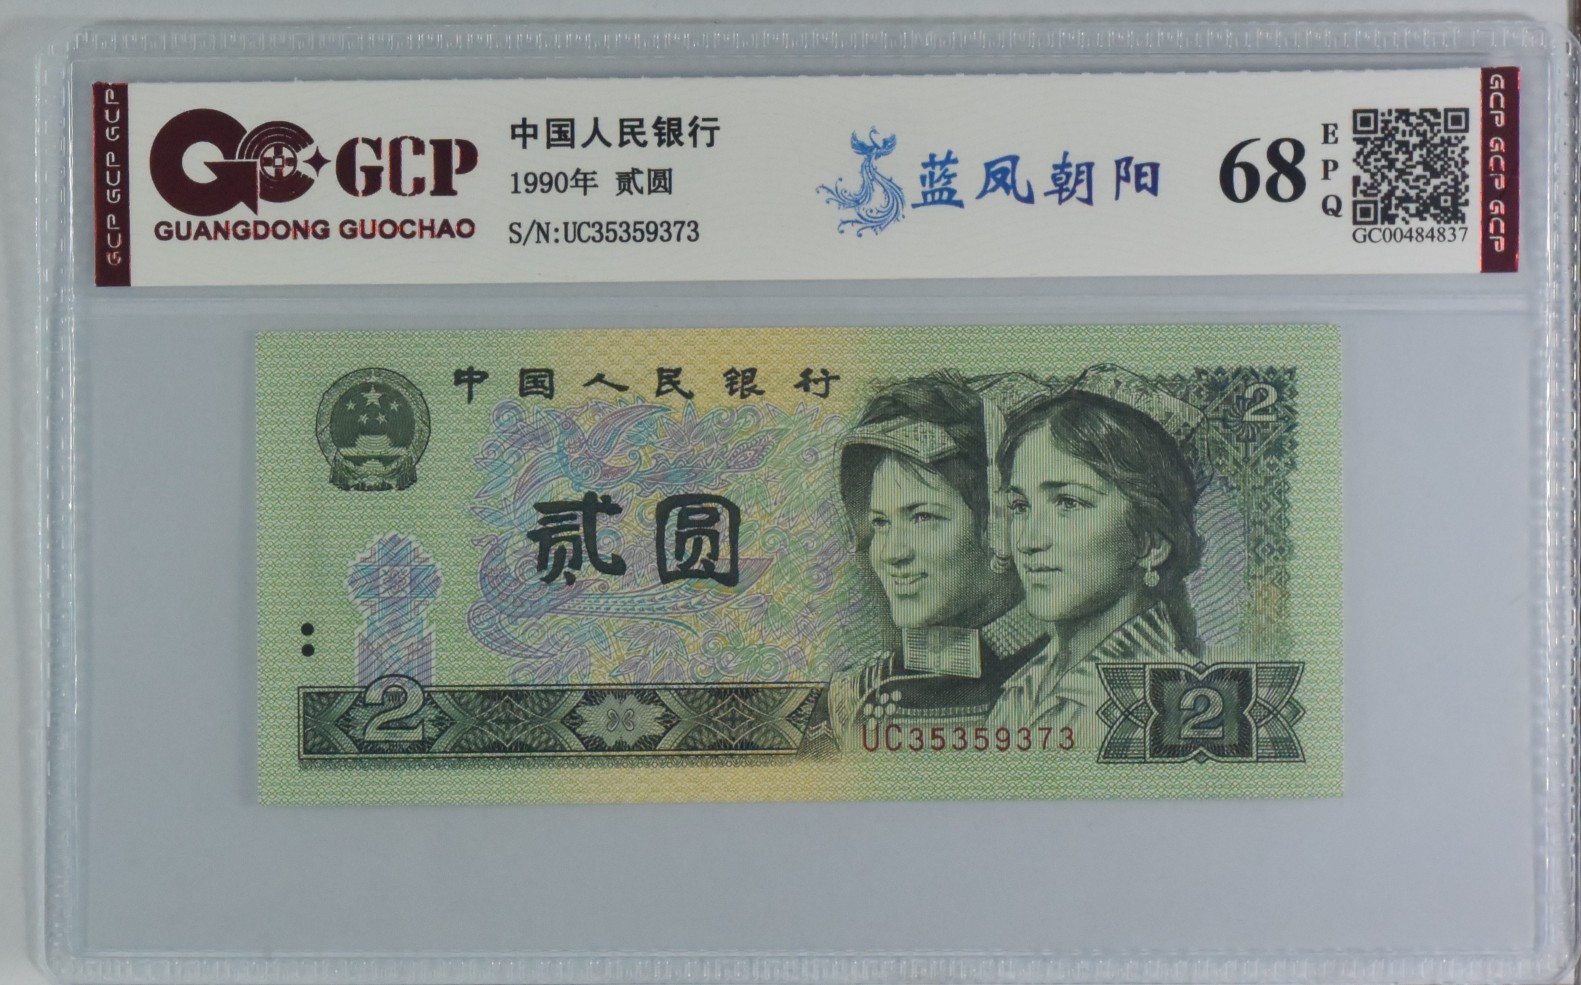 GCP GCP GCP
GCP
GUANGDONG GUOCHAO
中国人民银行
1990年 贰圆
S/N:UC35359373
蓝凤朝阳
68
EPQ
GC00484837
GCP GCP GCP
中国人民银行
2
贰圆
2
UC35359373
2